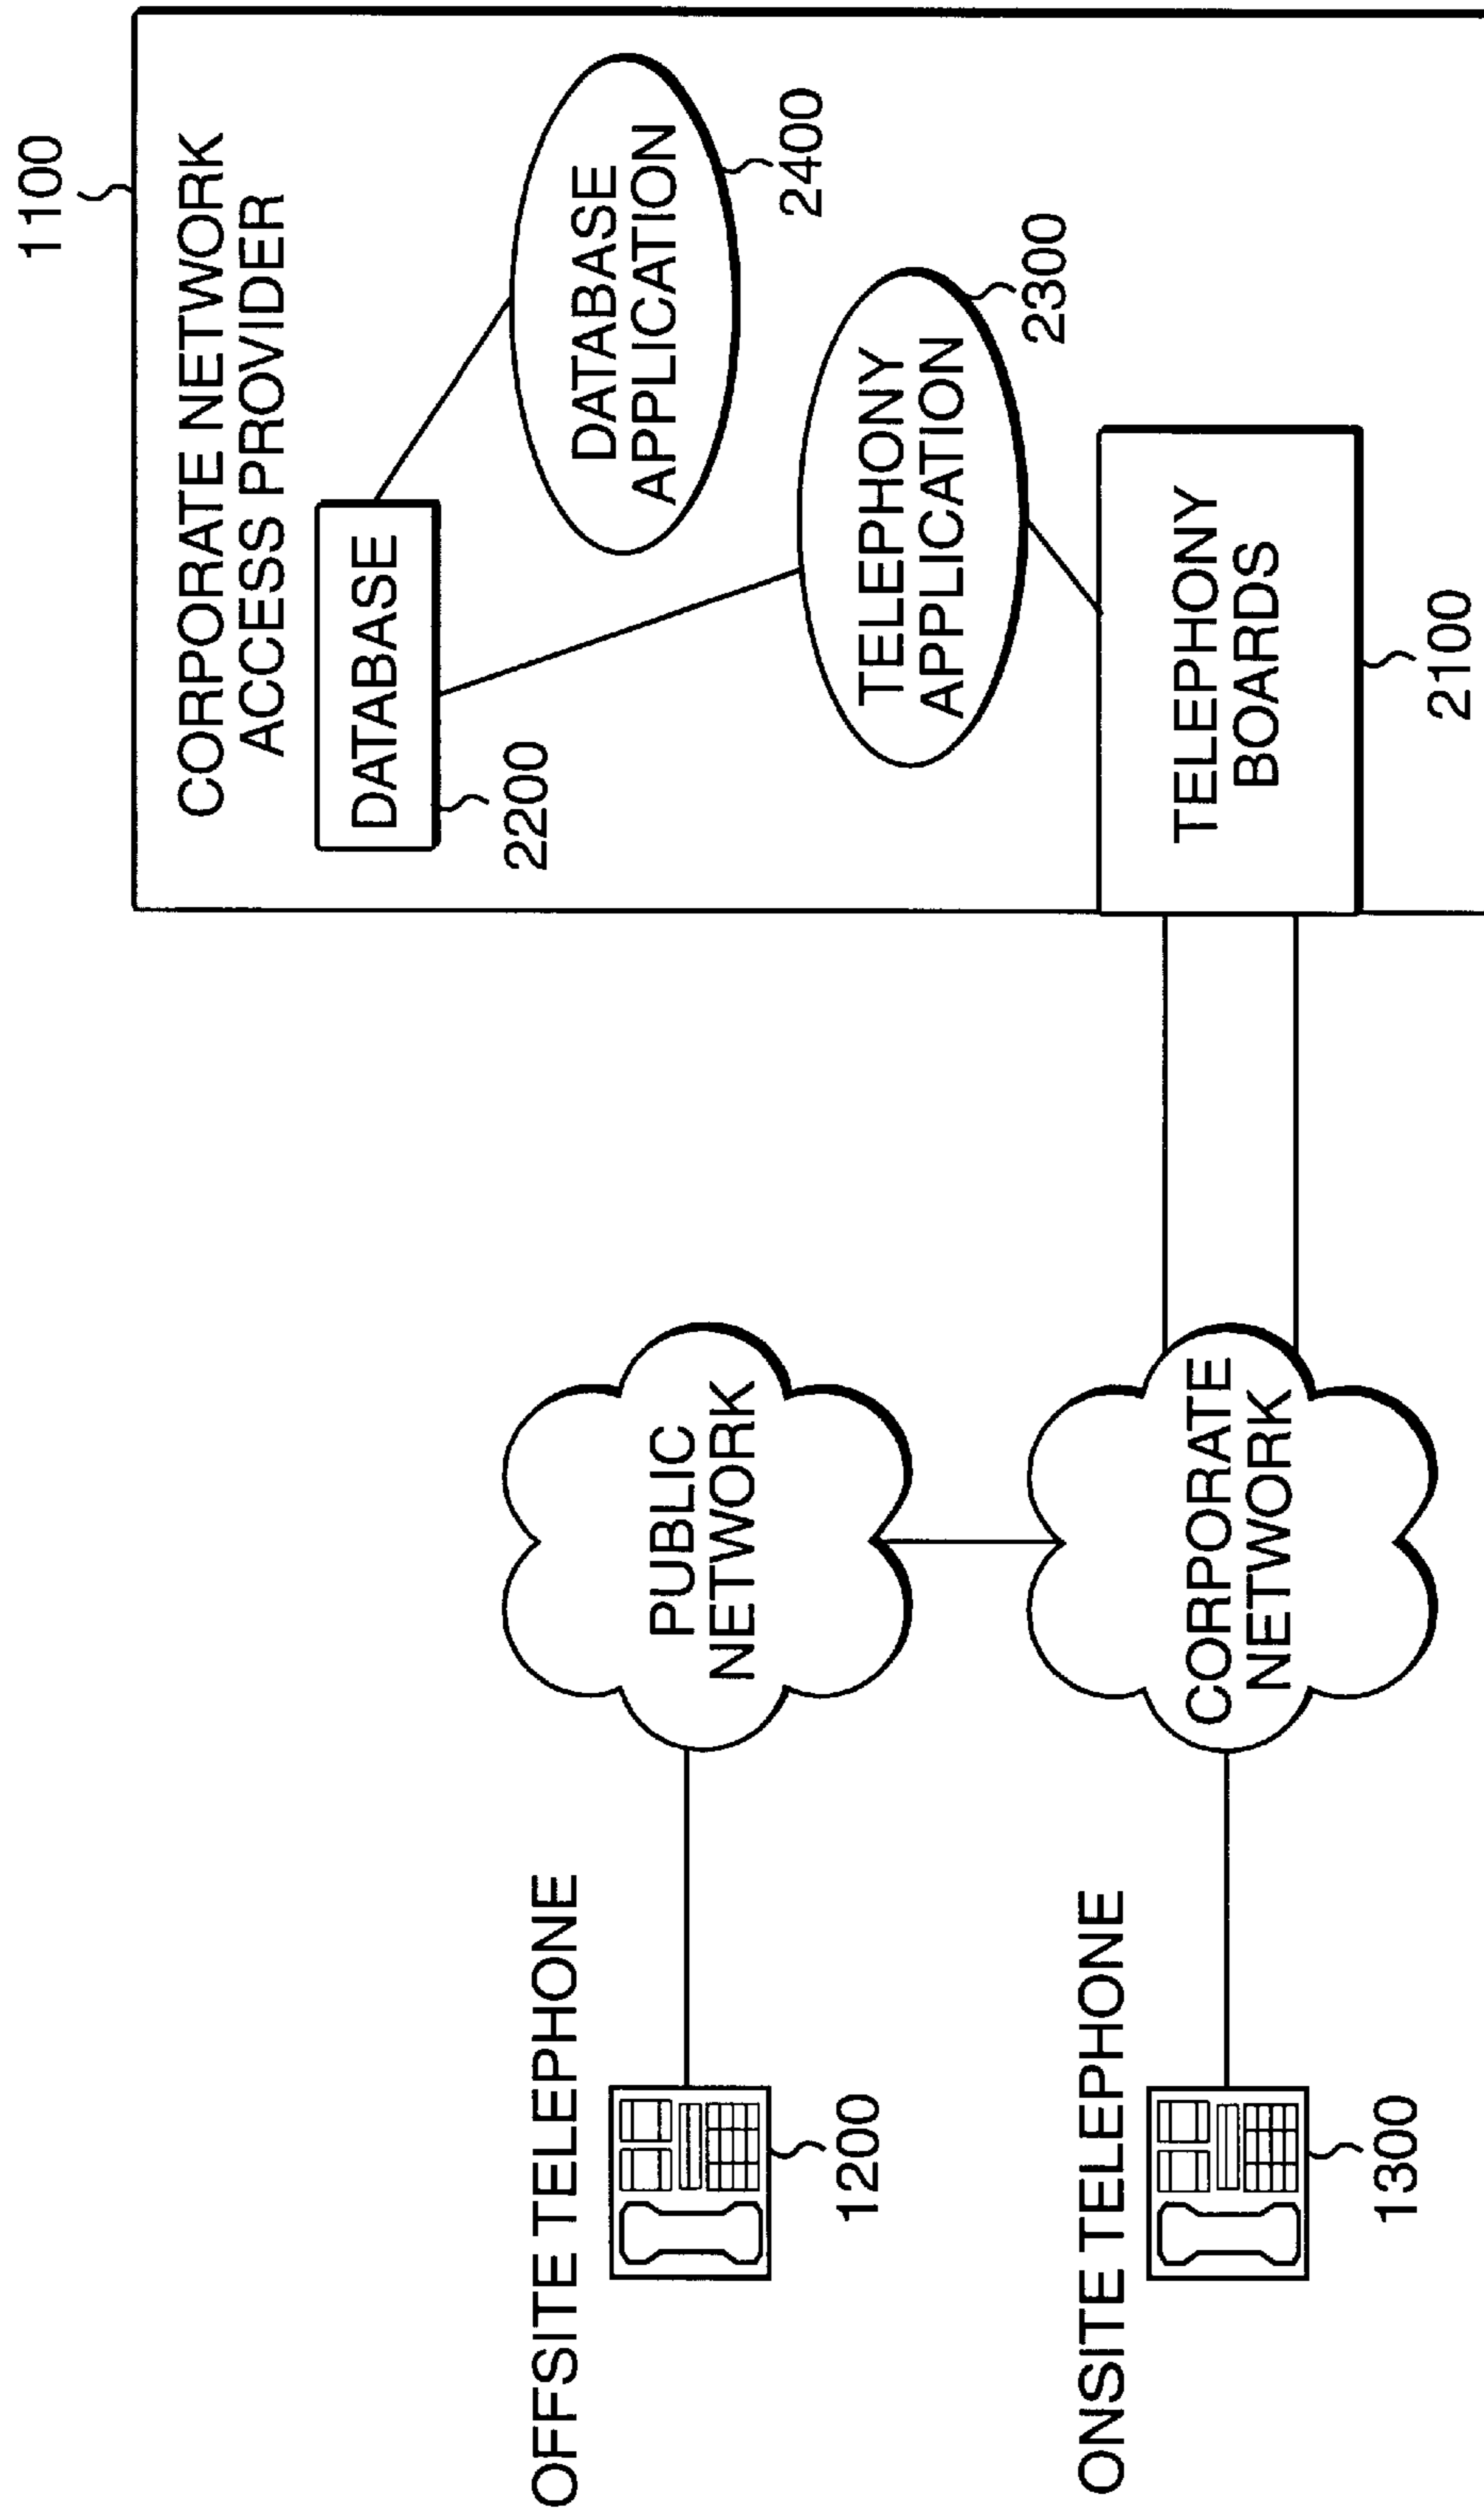 1100
CORPORATE NETWORK
ACCESS PROVIDER
DATABASE
2200
DATABASE
APPLICATION
2400
TELEPHONY
APPLICATION
2300
TELEPHONY
BOARDS
2100
PUBLIC
NETWORK
CORPORATE
NETWORK
OFFSITE TELEPHONE
1200
ONSITE TELEPHONE
1300